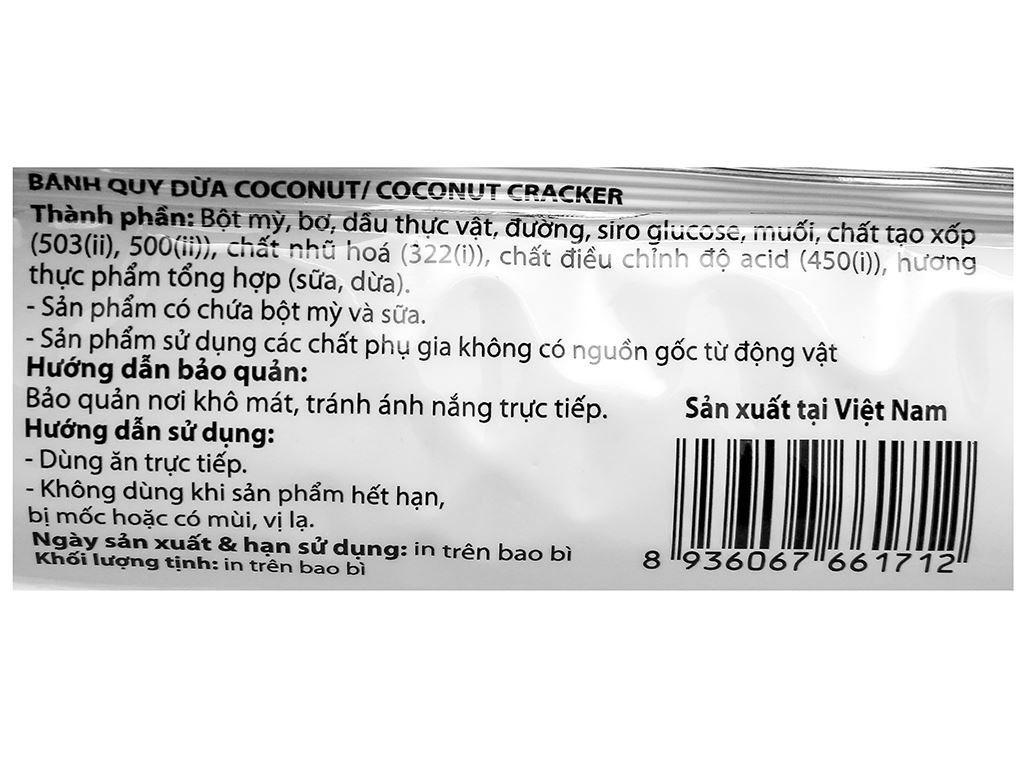 BÁNH QUY DỪA COCONUT/ COCONUT CRACKER
Thành phần: Bột mỳ, bơ, dầu thực vật, đường, siro glucose, muối, chất tạo xốp
(503(ii), 500(ii)), chất nhũ hoá (322(i)), chất điều chỉnh độ acid (450(i)), hương
thực phẩm tổng hợp (sữa, dừa).
- Sản phẩm có chứa bột mỳ và sữa.
- Sản phẩm sử dụng các chất phụ gia không có nguồn gốc từ động vật
Hướng dẫn bảo quản:
Bảo quản nơi khô mát, tránh ánh nắng trực tiếp.
Hướng dẫn sử dụng:
- Dùng ăn trực tiếp.
- Không dùng khi sản phẩm hết hạn,
bị mốc hoặc có mùi, vị lạ.
Ngày sản xuất & hạn sử dụng: in trên bao bì
Khối lượng tịnh: in trên bao bì
Sản xuất tại Việt Nam
8 936067 661712